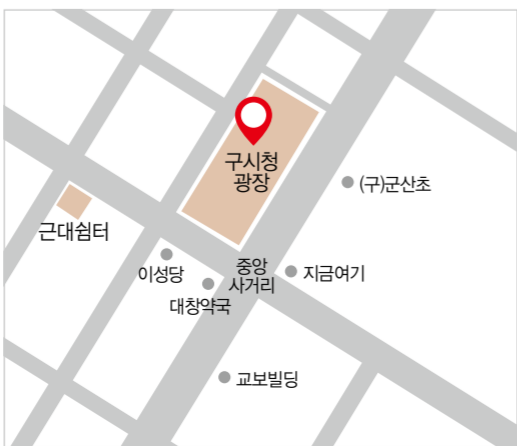 구시청
광장
(구)군산초
근대쉼터
이성당
중앙
사거리
지금여기
대창약국
교보빌딩